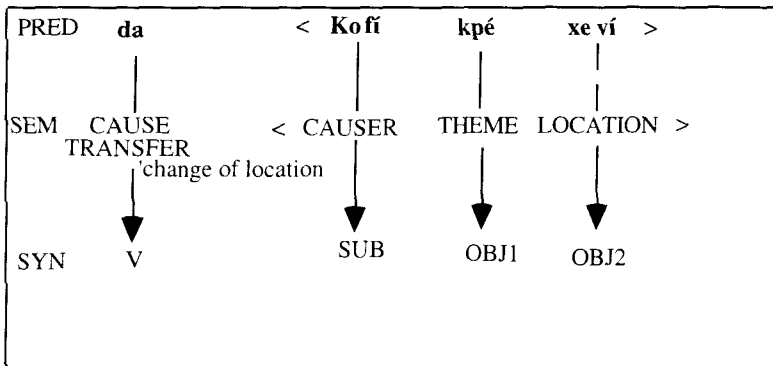 PRED da < Kofí kpé xe ví >
SEM CAUSE < CAUSER THEME LOCATION >
TRANSFER
'change of location
SYN V SUB OBJ1 OBJ2